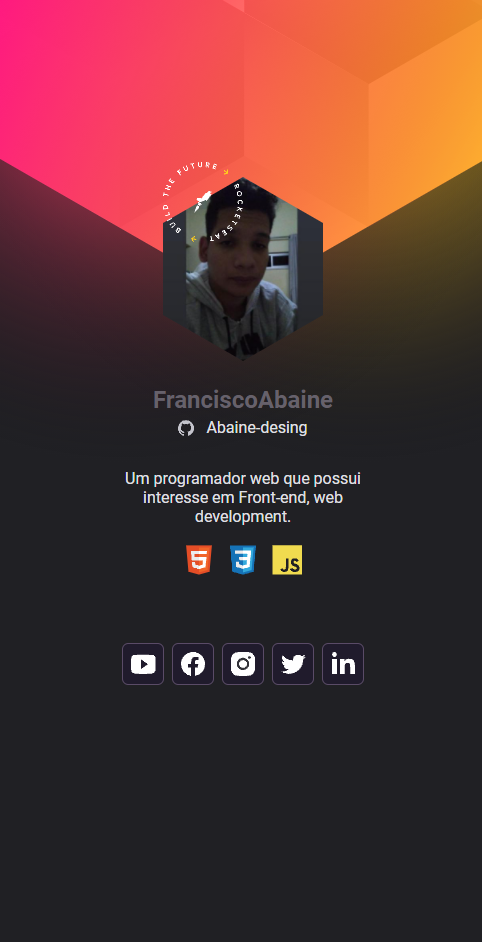 BUILD THE FUTURE → ROCKETSEAT →
FranciscoAbaine
Abaine-desing
Um programador web que possui
interesse em Front-end, web
development.
5
3
JS
in